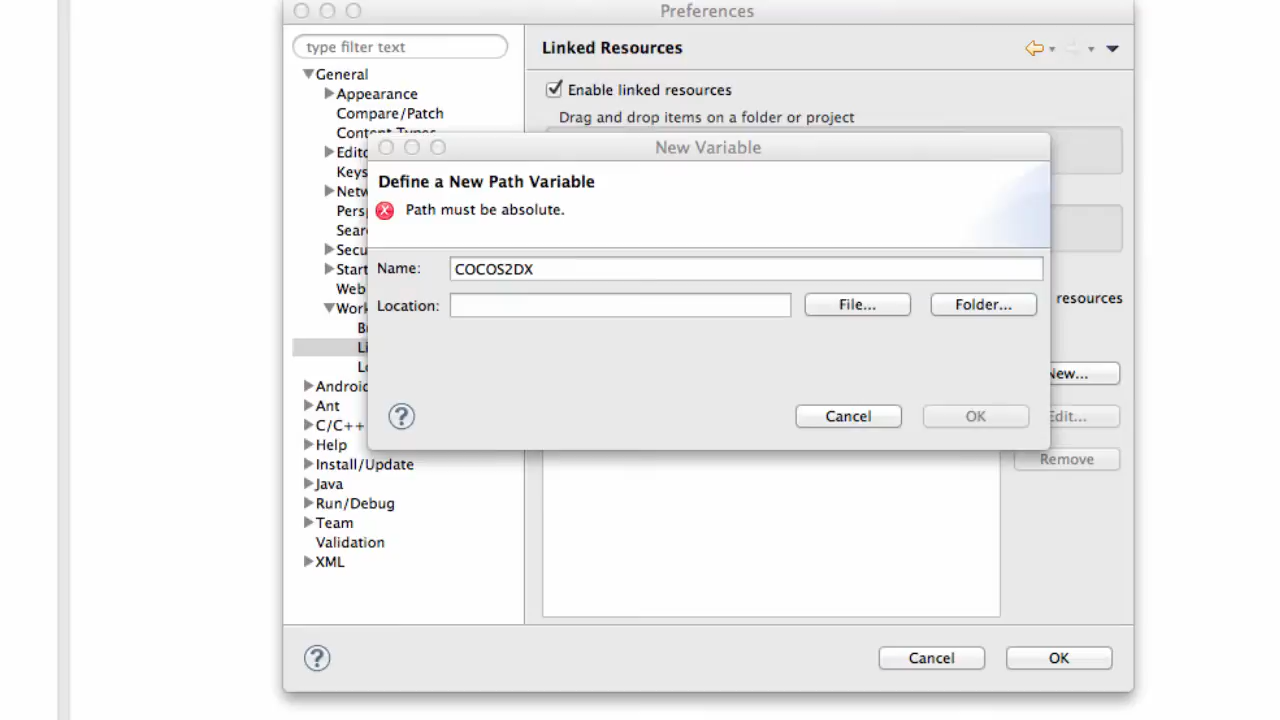 Preferences
type filter text
Linked Resources
General
Appearance
Compare/Patch
Enable linked resources
Drag and drop items on a folder or project
New Variable
Define a New Path Variable
Path must be absolute.
Name:
COCOS2DX
Location:
File...
Folder...
resources
Web
Cancel
OK
Android
Ant
C/C++
Help
Install/Update
Java
Run/Debug
Team
Validation
XML
New...
Edit...
Remove
Cancel
OK